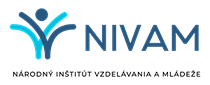 NIVAM
NÁRODNÝ INŠTITÚT VZDELÁVANIA A MLÁDEŽE